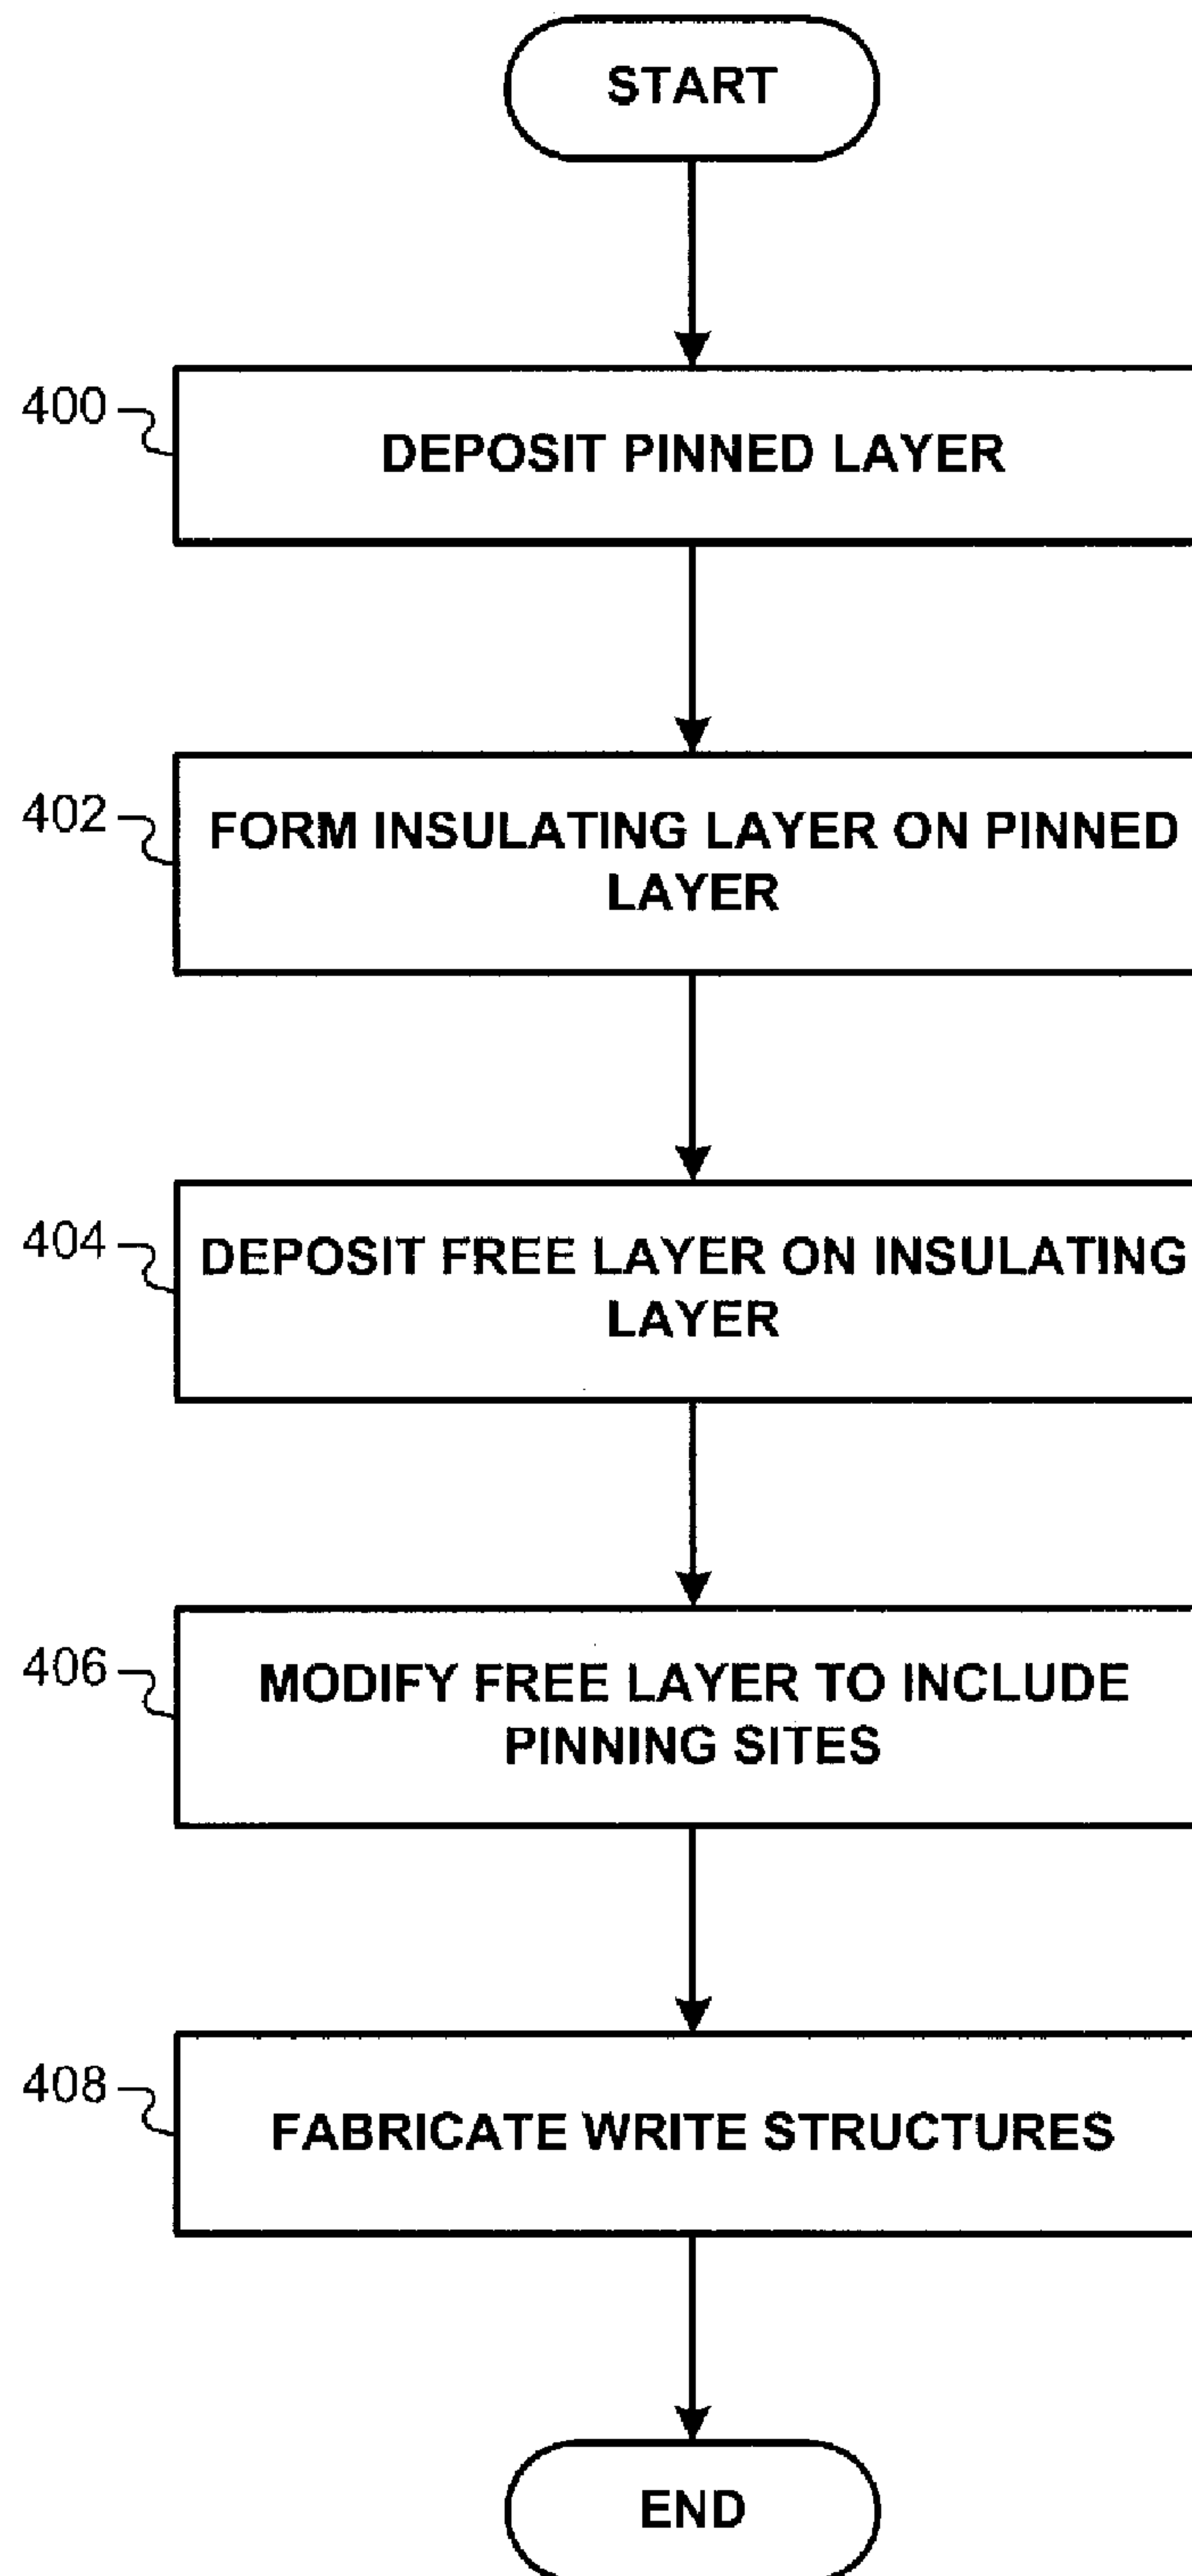 START
400
DEPOSIT PINNED LAYER
402
FORM INSULATING LAYER ON PINNED
LAYER
404
DEPOSIT FREE LAYER ON INSULATING
LAYER
406
MODIFY FREE LAYER TO INCLUDE
PINNING SITES
408
FABRICATE WRITE STRUCTURES
END